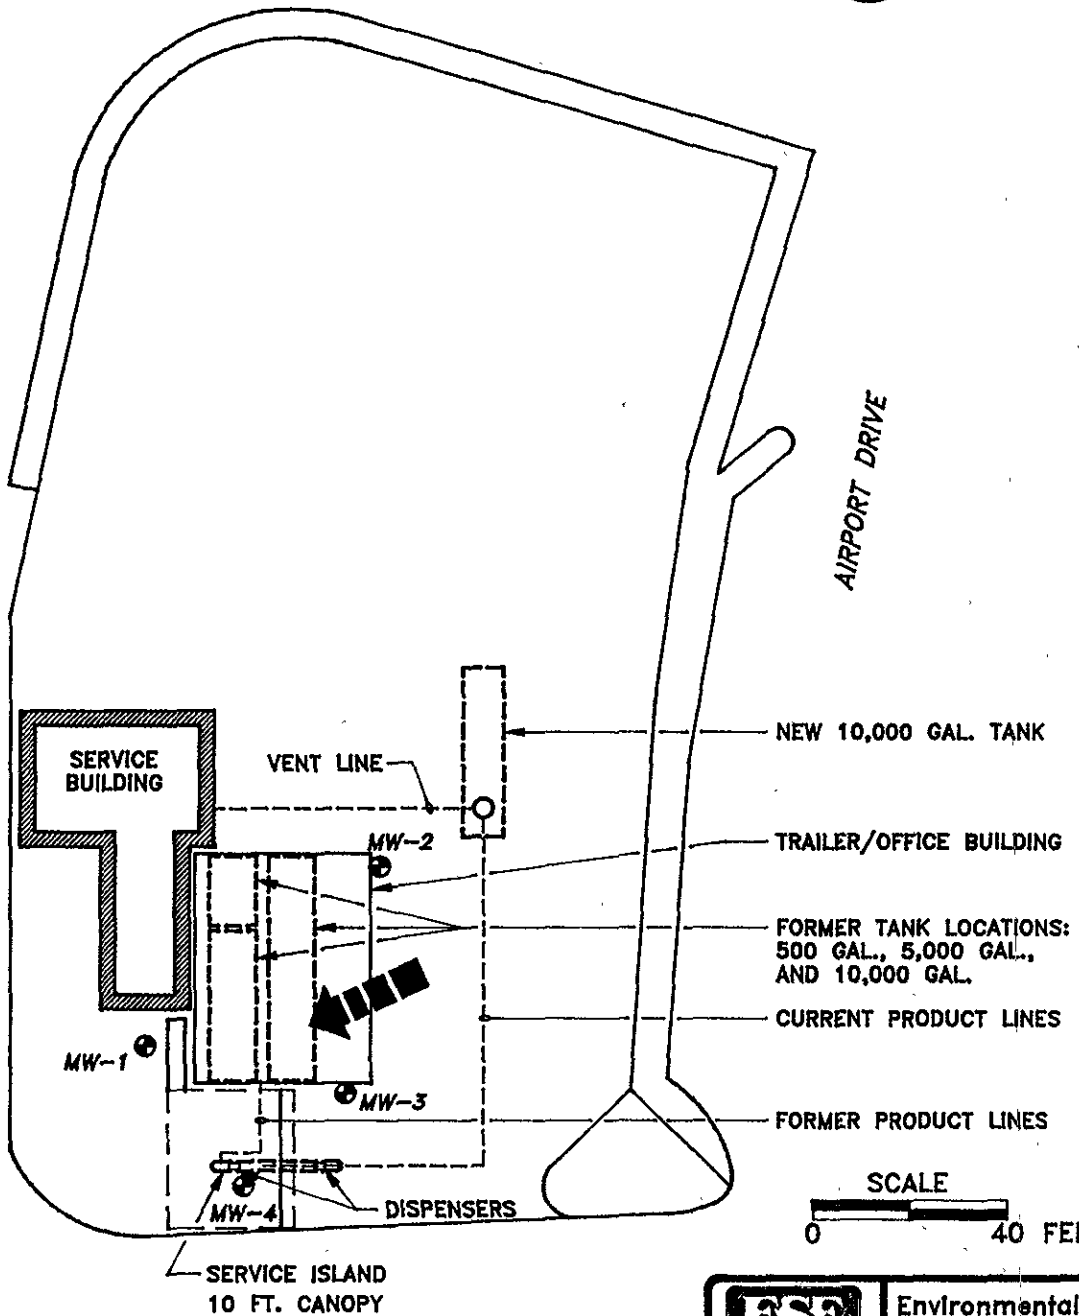 AIRPORT DRIVE
NEW 10,000 GAL. TANK
SERVICE
BUILDING
VENT LINE
MW-2
TRAILER/OFFICE BUILDING
FORMER TANK LOCATIONS:
500 GAL., 5,000 GAL.,
AND 10,000 GAL.
CURRENT PRODUCT LINES
MW-1
MW-3
FORMER PRODUCT LINES
SCALE
0 40
MW-4
DISPENSERS
SERVICE ISLAND
10 FT. CANOPY
Environmental